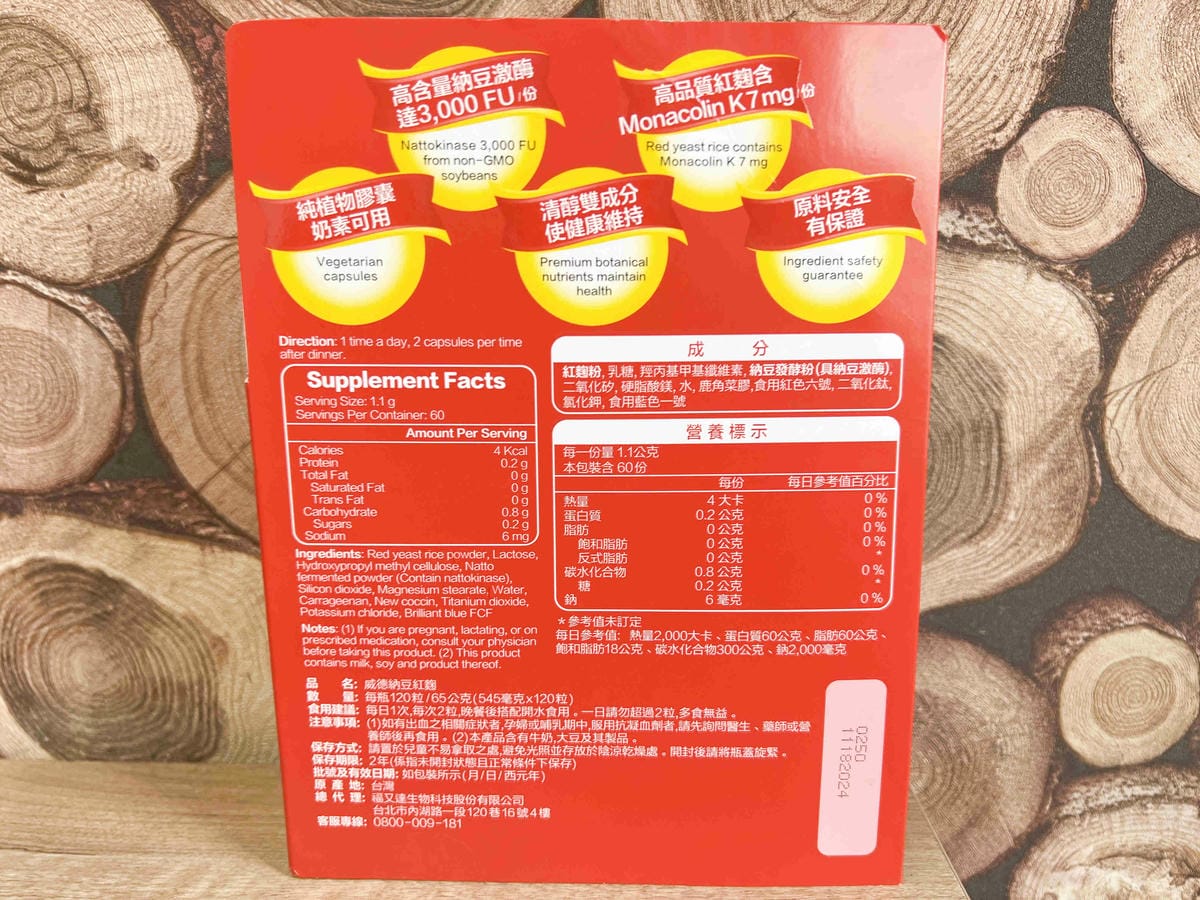 高含量納豆激酶
達3,000 FU/份
Nattokinase 3,000 FU
from non-GMO
soybeans
高品質紅麴含
Monacolin K 7mg/份
Red yeast rice contains
Monacolin K 7 mg
純植物膠囊
奶素可用
Vegetarian
capsules
清醇雙成分
使健康維持
Premium botanical
nutrients maintain
health
原料安全
有保證
Ingredient safety
guarantee
Direction: 1 time a day, 2 capsules per time
after dinner.
Supplement Facts
Serving Size: 1.1 g
Servings Per Container: 60
Amount Per Serving
Calories 4 Kcal
Protein 0.2 g
Total Fat 0 g
Saturated Fat 0 g
Trans Fat 0 g
Carbohydrate 0.8 g
Sugars 0.2 g
Sodium 6 mg
Ingredients: Red yeast rice powder, Lactose,
Hydroxypropyl methyl cellulose, Natto
fermented powder (Contain nattokinase),
Silicon dioxide, Magnesium stearate, Water,
Carrageenan, New coccin, Titanium dioxide,
Potassium chloride, Brilliant blue FCF
Notes: (1) If you are pregnant, lactating, or on
prescribed medication, consult your physician
before taking this product. (2) This product
contains milk, soy and product thereof.
成 分
紅麴粉, 乳糖, 羥丙基甲基纖維素, 納豆發酵粉(具納豆激酶),
二氧化矽, 硬脂酸鎂, 水, 鹿角菜膠,食用紅色六號, 二氧化鈦,
氯化鉀, 食用藍色一號
營養標示
每一份量 1.1公克
本包裝含 60份
每份 每日參考值百分比
熱量 4 大卡 0 %
蛋白質 0.2 公克 0 %
脂肪 0 公克 0 %
飽和脂肪 0 公克 0 %
反式脂肪 0 公克 *
碳水化合物 0.8 公克 0 %
糖 0.2 公克 *
鈉 6 毫克 0 %
*參考值未訂定
每日參考值: 熱量2,000大卡、蛋白質60公克、脂肪60公克、
飽和脂肪18公克、碳水化合物300公克、鈉2,000毫克
品 名: 威德納豆紅麴
數 量: 每瓶120粒/65公克(545毫克x120粒)
食用建議: 每日1次,每次2粒,晚餐後搭配開水食用。一日請勿超過2粒,多食無益。
注意事項: (1)如有出血之相關症狀者,孕婦或哺乳期中,服用抗凝血劑者,請先詢問醫生、藥師或營
養師後再食用。(2)本產品含有牛奶,大豆及其製品。
保存方式: 請置於兒童不易拿取之處,避免光照並存放於陰涼乾燥處。開封後請將瓶蓋旋緊。
保存期限: 2年(係指未開封狀態且正常條件下保存)
批號及有效日期: 如包裝所示(月/日/西元年)
原 產 地: 台灣
總 代 理: 福又達生物科技股份有限公司
台北市內湖路一段120巷16號4樓
客服專線: 0800-009-181
0250
11182024